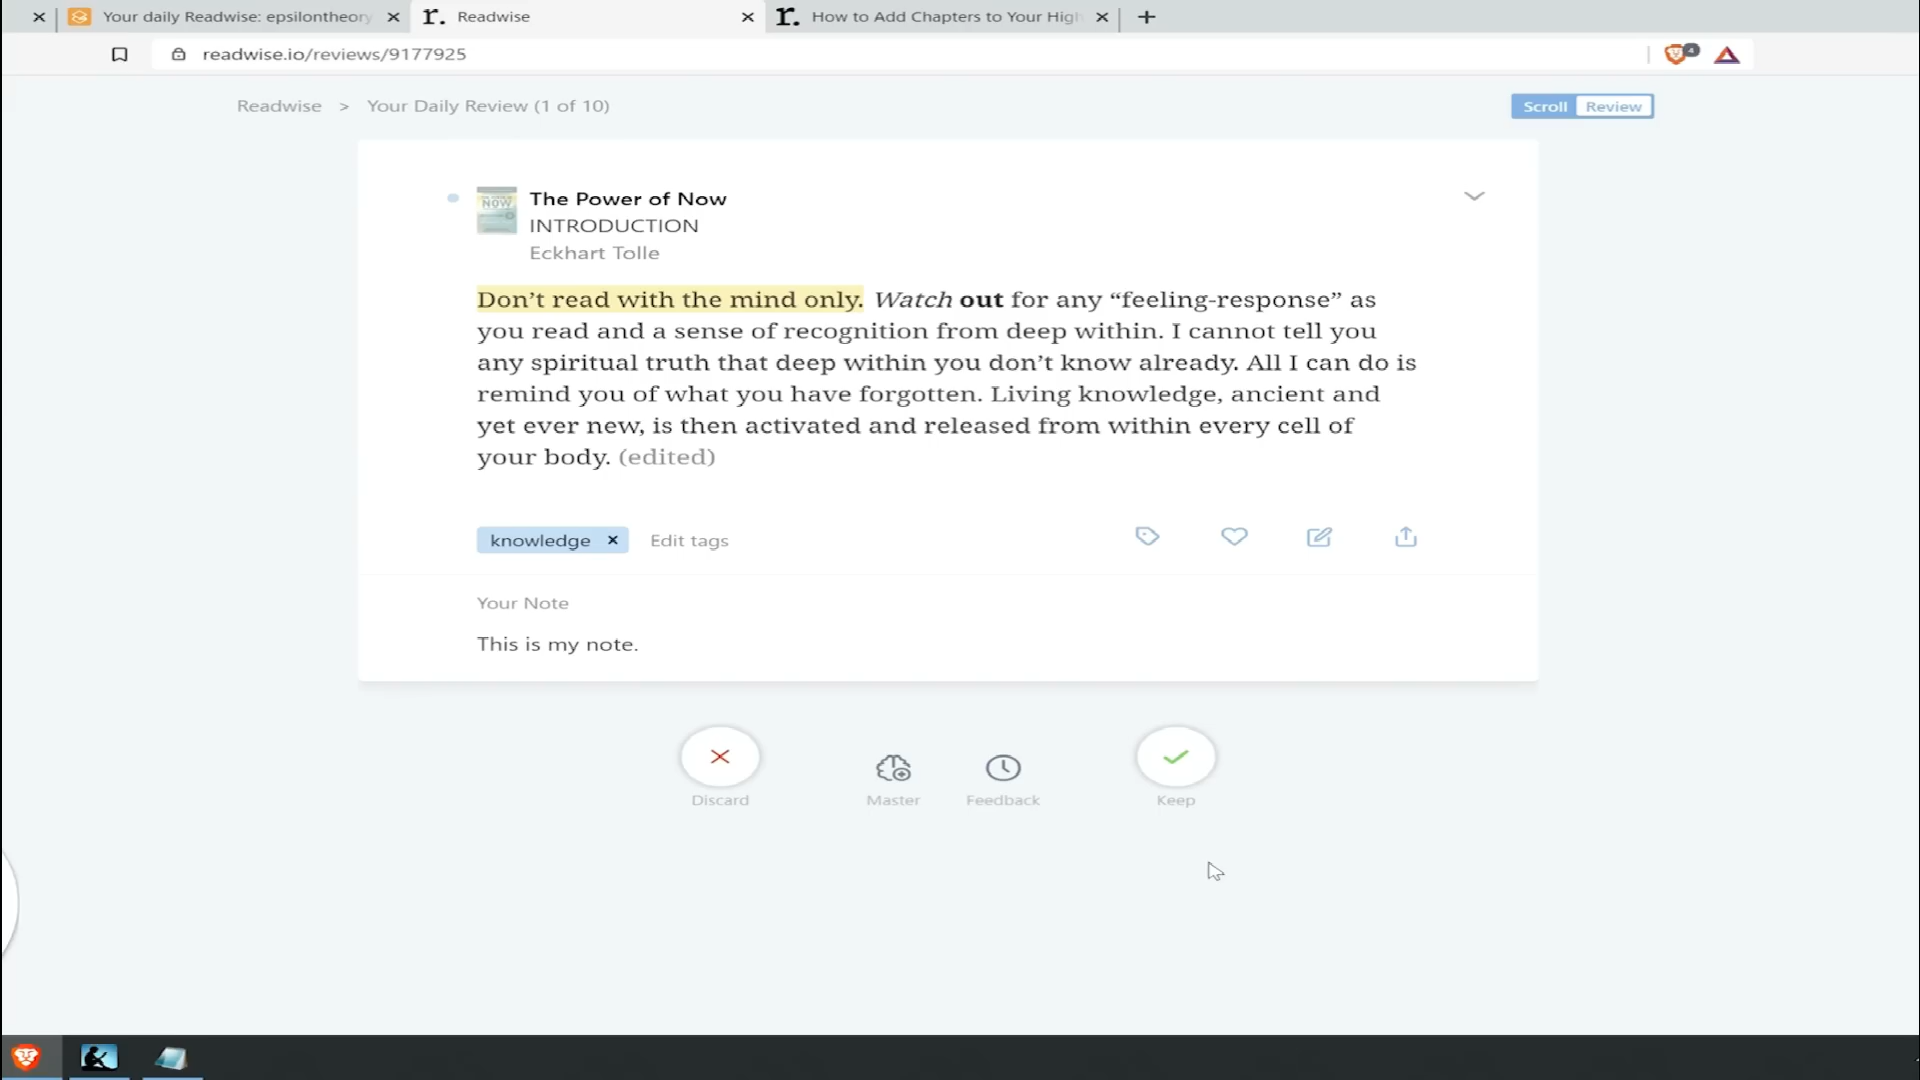 Your daily Readwise: epsilontheory
Readwise
How to Add Chapters to Your High
readwise.io/reviews/9177925
4
Readwise > Your Daily Review (1 of 10)
Scroll Review
The Power of Now
NOW
INTRODUCTION
Eckhart Tolle
Don’t read with the mind only. Watch out for any “feeling-response” as
you read and a sense of recognition from deep within. I cannot tell you
any spiritual truth that deep within you don’t know already. All I can do is
remind you of what you have forgotten. Living knowledge, ancient and
yet ever new, is then activated and released from within every cell of
your body. (edited)
knowledge
Edit tags
Your Note
This is my note.
Discard
Master
Feedback
Keep